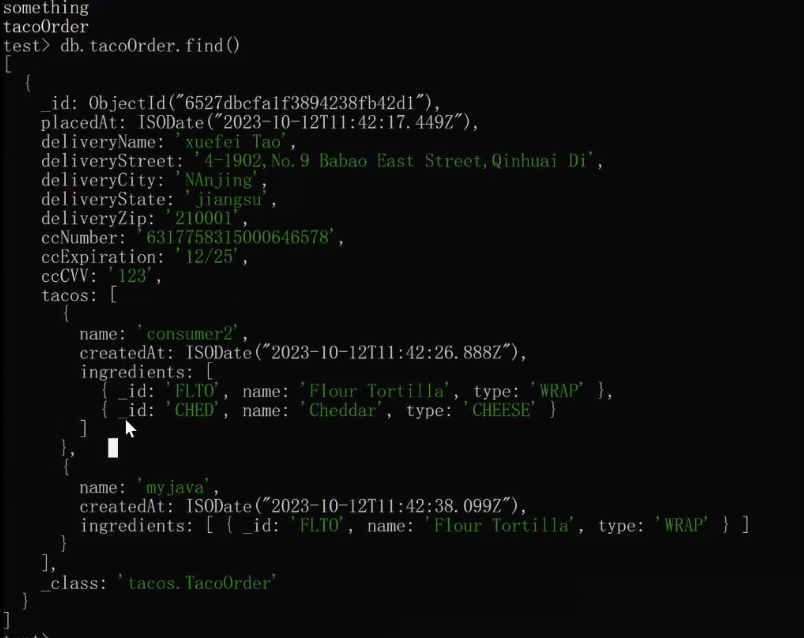 something
tacoOrder
test> db.tacoOrder.find()
[
  {
    _id: ObjectId("6527dbcfa1f3894238fb42d1"),
    placedAt: ISODate("2023-10-12T11:42:17.449Z"),
    deliveryName: 'xuefei Tao',
    deliveryStreet: '4-1902,No.9 Babao East Street,Qinhuai Di',
    deliveryCity: 'NAnjing',
    deliveryState: 'jiangsu',
    deliveryZip: '210001',
    ccNumber: '6317758315000646578',
    ccExpiration: '12/25',
    ccCVV: '123',
    tacos: [
      {
        name: 'consumer2',
        createdAt: ISODate("2023-10-12T11:42:26.888Z"),
        ingredients: [
          { _id: 'FLTO', name: 'Flour Tortilla', type: 'WRAP' },
          { _id: 'CHED', name: 'Cheddar', type: 'CHEESE' }
        ]
      },
      {
        name: 'myjava',
        createdAt: ISODate("2023-10-12T11:42:38.099Z"),
        ingredients: [ { _id: 'FLTO', name: 'Flour Tortilla', type: 'WRAP' } ]
      }
    ],
    _class: 'tacos.TacoOrder'
  }
]
test>